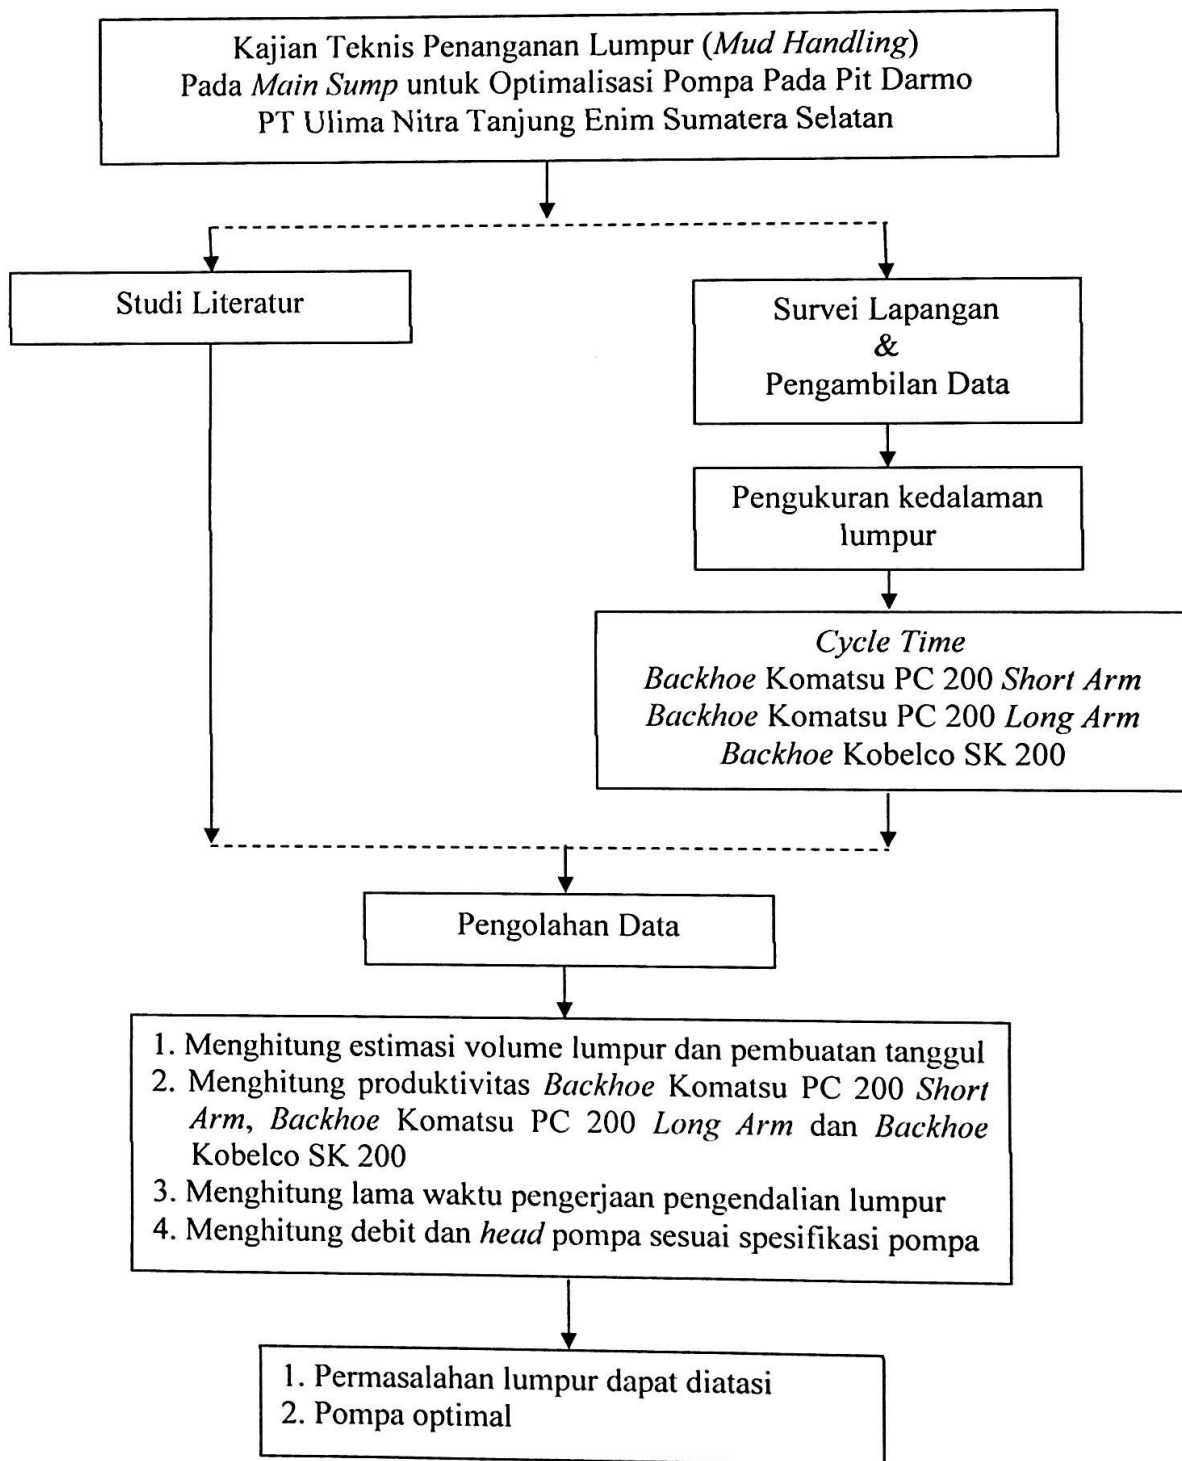 Kajian Teknis Penanganan Lumpur (Mud Handling)
Pada Main Sump untuk Optimalisasi Pompa Pada Pit Darmo
PT Ulima Nitra Tanjung Enim Sumatera Selatan
Studi Literatur
Survei Lapangan
&
Pengambilan Data
Pengukuran kedalaman
lumpur
Cycle Time
Backhoe Komatsu PC 200 Short Arm
Backhoe Komatsu PC 200 Long Arm
Backhoe Kobelco SK 200
Pengolahan Data
1. Menghitung estimasi volume lumpur dan pembuatan tanggul
2. Menghitung produktivitas Backhoe Komatsu PC 200 Short
Arm, Backhoe Komatsu PC 200 Long Arm dan Backhoe
Kobelco SK 200
3. Menghitung lama waktu pengerjaan pengendalian lumpur
4. Menghitung debit dan head pompa sesuai spesifikasi pompa
1. Permasalahan lumpur dapat diatasi
2. Pompa optimal